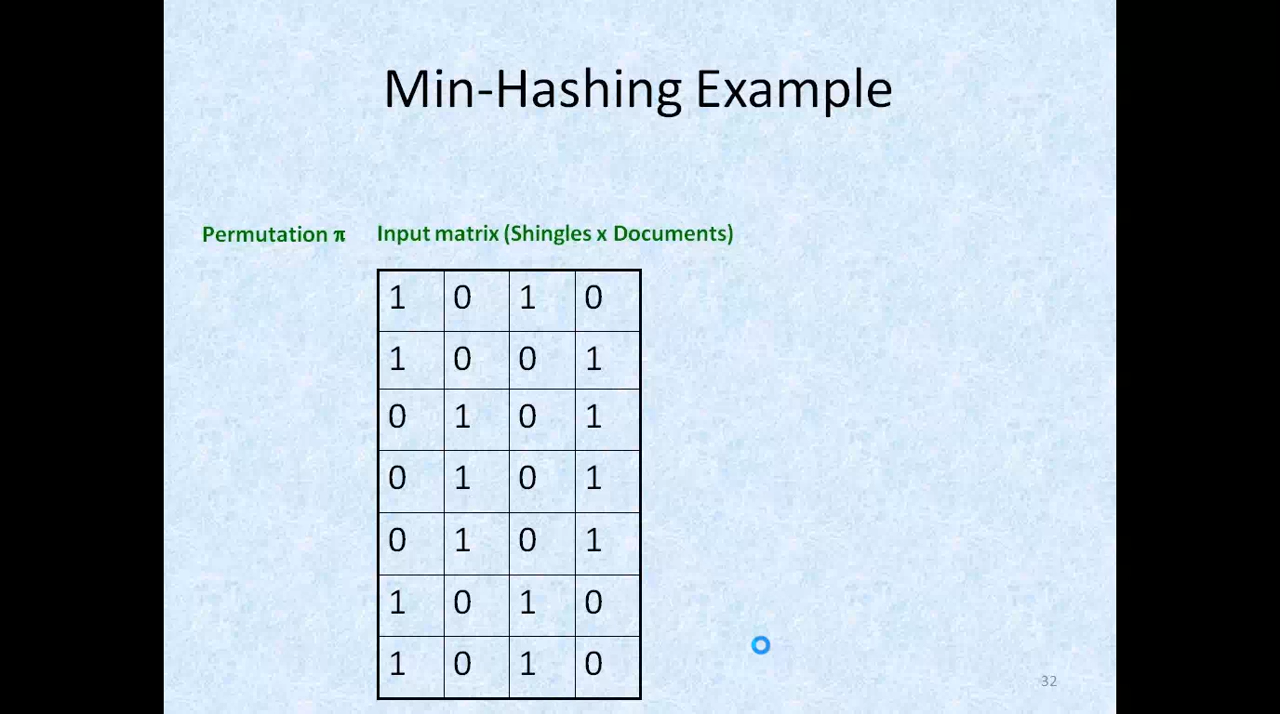 Min-Hashing Example
Permutation π Input matrix (Shingles x Documents)
1 0 1 0
1 0 0 1
0 1 0 1
0 1 0 1
0 1 0 1
1 0 1 0
1 0 1 0
32